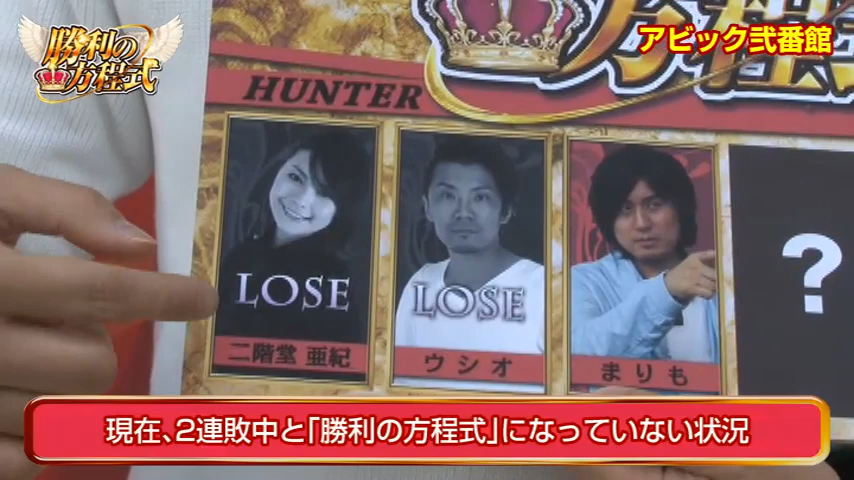 勝利の
方程式
アビック弐番館
HUNTER
LOSE
二階堂 亜紀
LOSE
ウシオ
まりも
?
現在、2連敗中と「勝利の方程式」になっていない状況